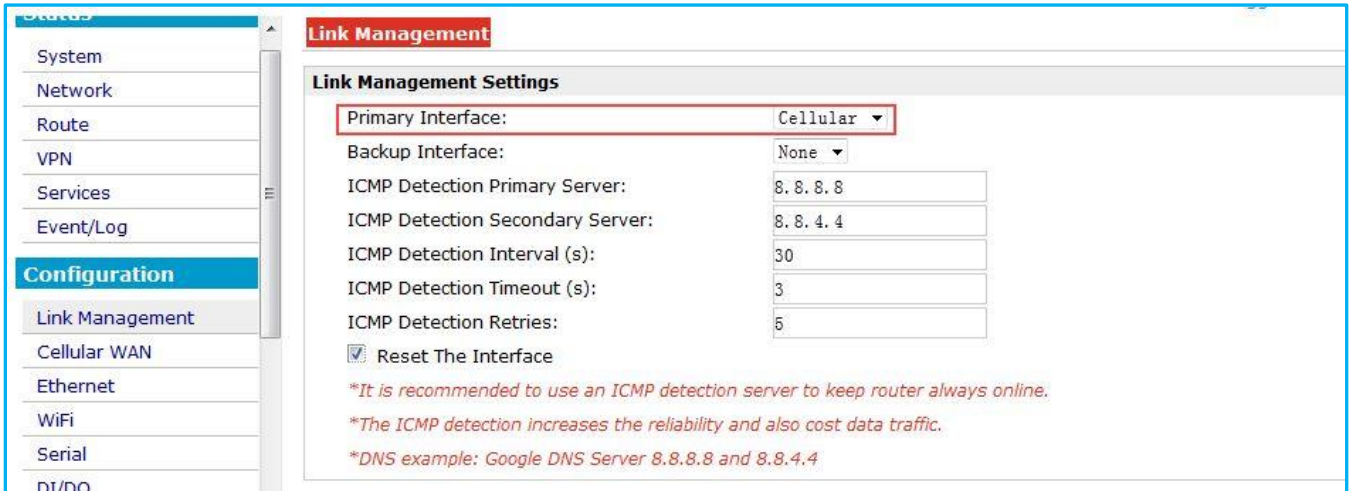 Status
System
Network
Route
VPN
Services
Event/Log
Configuration
Link Management
Cellular WAN
Ethernet
WiFi
Serial
DI/DO
Link Management
Link Management Settings
Primary Interface: Cellular
Backup Interface: None
ICMP Detection Primary Server: 8.8.8.8
ICMP Detection Secondary Server: 8.8.4.4
ICMP Detection Interval (s): 30
ICMP Detection Timeout (s): 3
ICMP Detection Retries: 5
Reset The Interface
*It is recommended to use an ICMP detection server to keep router always online.
*The ICMP detection increases the reliability and also cost data traffic.
*DNS example: Google DNS Server 8.8.8.8 and 8.8.4.4